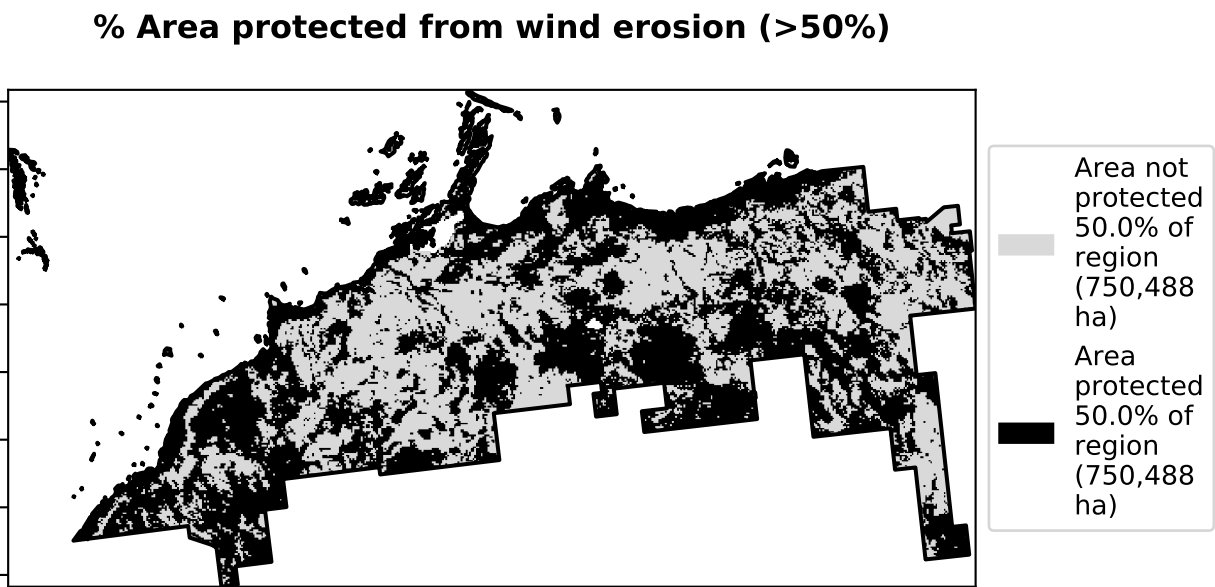 % Area protected from wind erosion (>50%)
Area not
protected
50.0% of
region
(750,488
ha)
Area
protected
50.0% of
region
(750,488
ha)